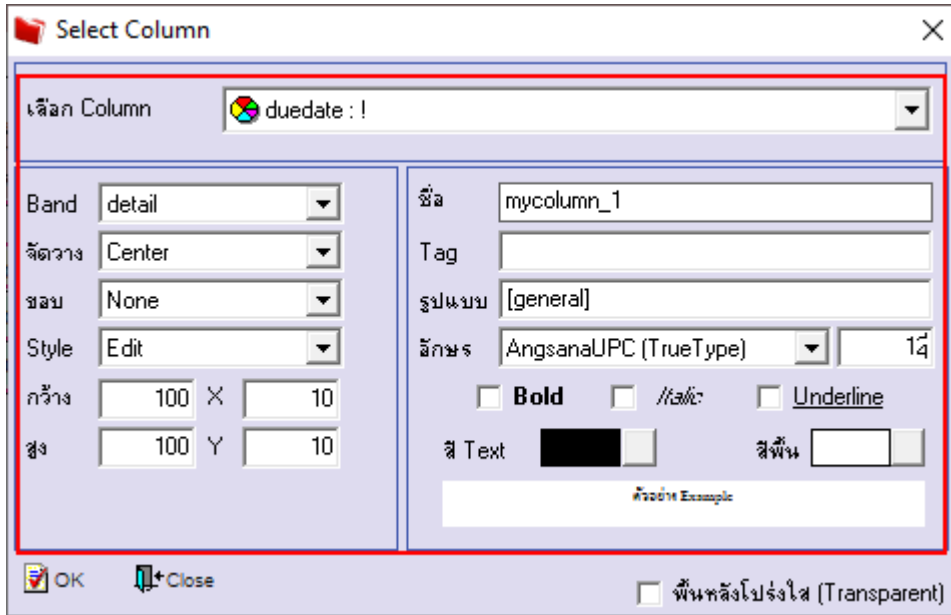 Select Column
เลือก Column duedate : !
Band detail
จัดวาง Center
ขอบ None
Style Edit
กว้าง 100 X 10
สูง 100 Y 10
ชื่อ mycolumn_1
Tag
รูปแบบ [general]
อักษร AngsanaUPC (TrueType) 14
Bold Italic Underline
สี Text สีพื้น
ตัวอย่าง Example
OK Close
พื้นหลังโปร่งใส (Transparent)